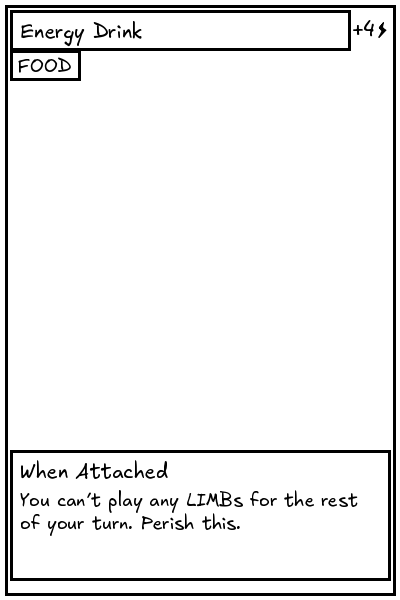 Energy Drink
+4
FOOD
When Attached
You can't play any LIMBs for the rest
of your turn. Perish this.